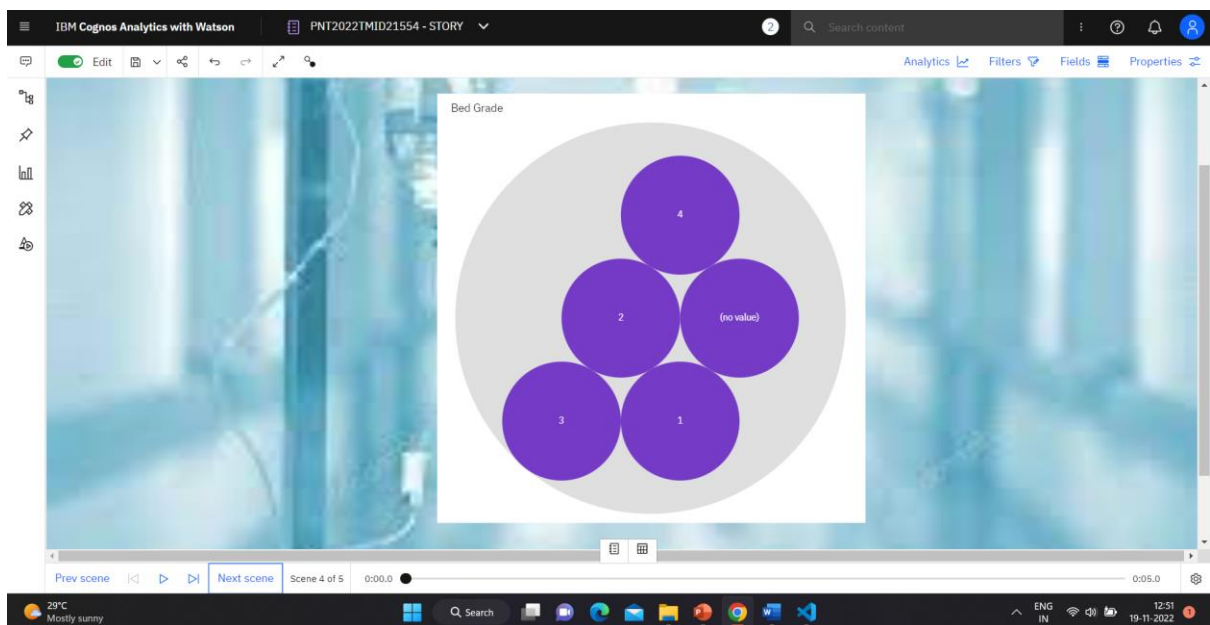 IBM Cognos Analytics with Watson
PNT2022TMID21554 - STORY
2
Search content
Edit
Analytics
Filters
Fields
Properties
Bed Grade
4
2
(no value)
3
1
Prev scene
Next scene
Scene 4 of 5
0:00.0
0:05.0
29°C
Mostly sunny
Search
ENG
IN
12:51
19-11-2022
1